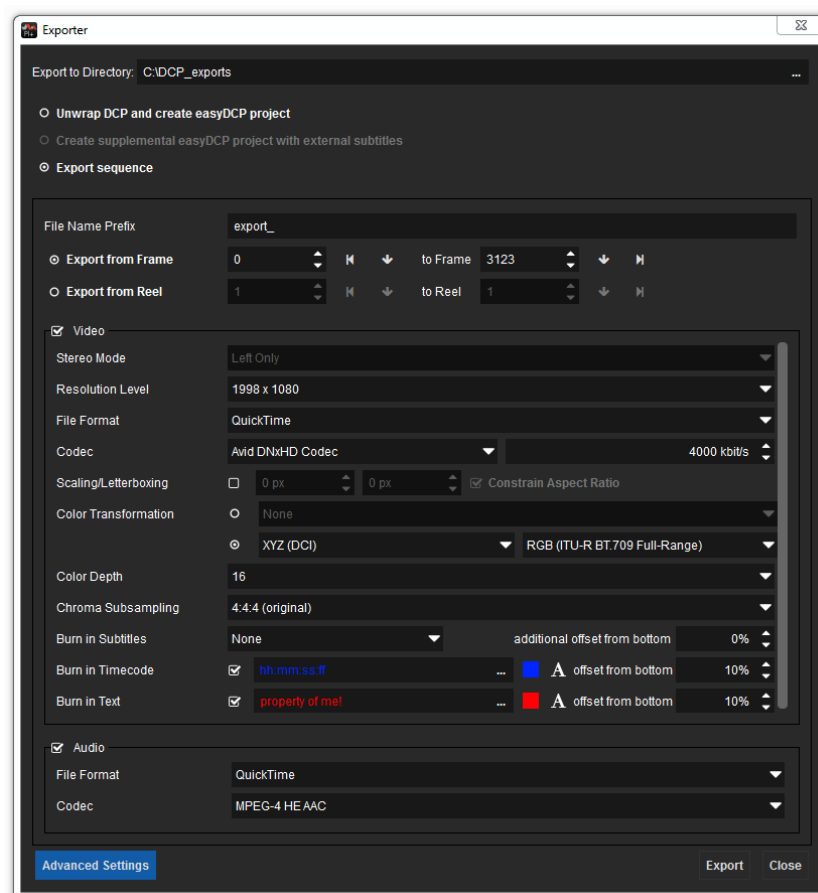 PI+ Exporter
Export to Directory: C:\DCP_exports ...
Unwrap DCP and create easyDCP project
Create supplemental easyDCP project with external subtitles
Export sequence
File Name Prefix export_
Export from Frame 0 to Frame 3123
Export from Reel 1 to Reel 1
Video
Stereo Mode Left Only
Resolution Level 1998 x 1080
File Format QuickTime
Codec Avid DNxHD Codec 4000 kbit/s
Scaling/Letterboxing 0 px 0 px Constrain Aspect Ratio
Color Transformation None
XYZ (DCI) RGB (ITU-R BT.709 Full-Range)
Color Depth 16
Chroma Subsampling 4:4:4 (original)
Burn in Subtitles None additional offset from bottom 0%
Burn in Timecode hh:mm:ss:ff ... A offset from bottom 10%
Burn in Text property of me! ... A offset from bottom 10%
Audio
File Format QuickTime
Codec MPEG-4 HE AAC
Advanced Settings Export Close